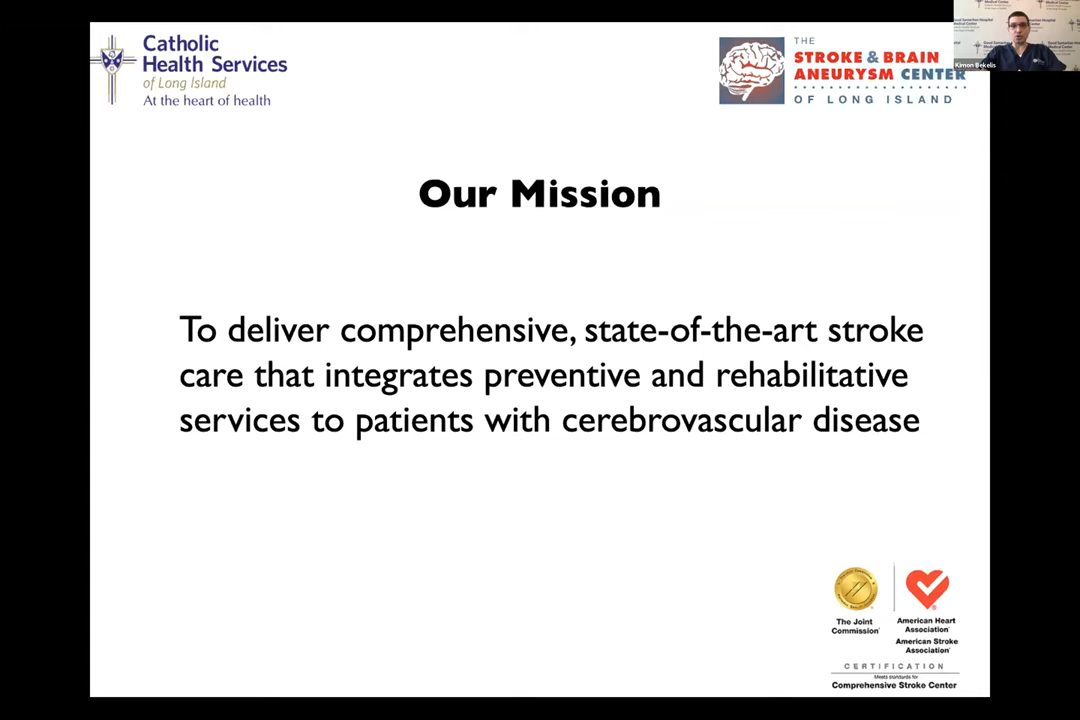 Catholic
Health Services
of Long Island
At the heart of health
THE
STROKE & BRAIN
ANEURYSM CENTER
OF LONG ISLAND
Kimon Bekelis
Our Mission
To deliver comprehensive, state-of-the-art stroke
care that integrates preventive and rehabilitative
services to patients with cerebrovascular disease
The Joint
Commission
American Heart
Association
American Stroke
Association
CERTIFICATION
Meets standards for
Comprehensive Stroke Center